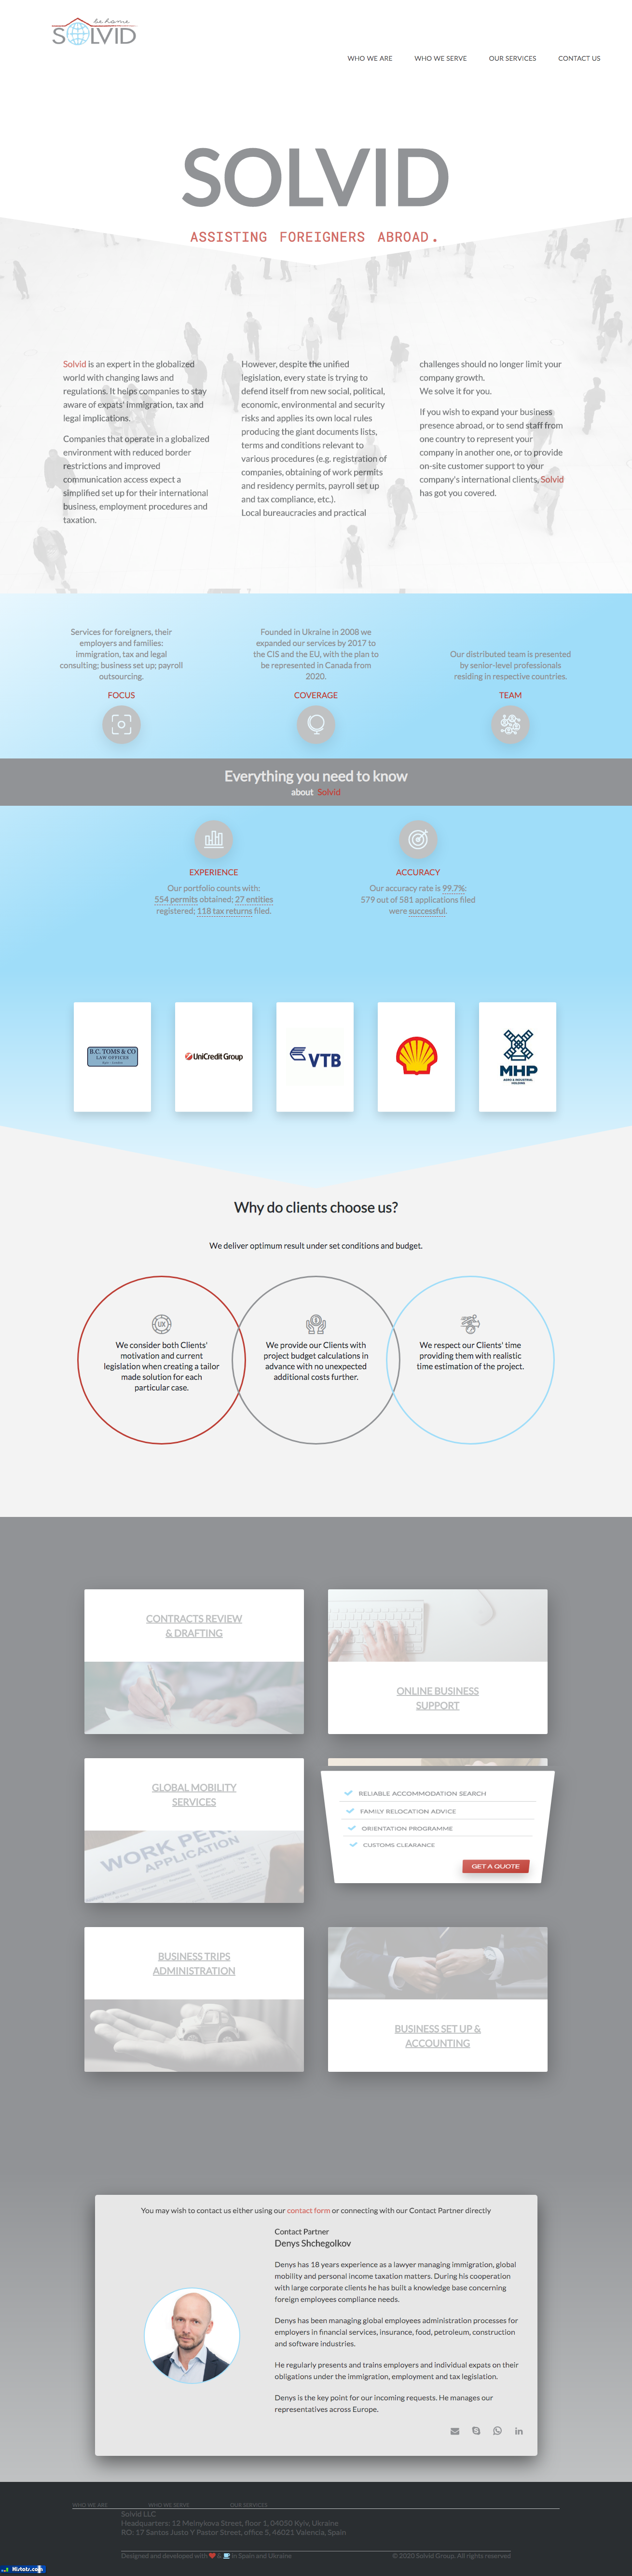 be home
SOLVID
WHO WE ARE
WHO WE SERVE
OUR SERVICES
CONTACT US
SOLVID
ASSISTING FOREIGNERS ABROAD.
Solvid is an expert in the globalized
world with changing laws and
regulations. It helps companies to stay
aware of expats' immigration, tax and
legal implications.
Companies that operate in a globalized
environment with reduced border
restrictions and improved
communication access expect a
simplified set up for their international
business, employment procedures and
taxation.
However, despite the unified
legislation, every state is trying to
defend itself from new social, political,
economic, environmental and security
risks and applies its own local rules
producing the giant documents lists,
terms and conditions relevant to
various procedures (e.g. registration of
companies, obtaining of work permits
and residency permits, payroll set up
and tax compliance, etc.).
Local bureaucracies and practical
challenges should no longer limit your
company growth.
We solve it for you.
If you wish to expand your business
presence abroad, or to send staff from
one country to represent your
company in another one, or to provide
on-site customer support to your
company's international clients, Solvid
has got you covered.
Services for foreigners, their
employers and families:
immigration, tax and legal
consulting; business set up; payroll
outsourcing.
FOCUS
Founded in Ukraine in 2008 we
expanded our services by 2017 to
the CIS and the EU, with the plan to
be represented in Canada from
2020.
COVERAGE
Our distributed team is presented
by senior-level professionals
residing in respective countries.
TEAM
Everything you need to know
about Solvid
EXPERIENCE
Our portfolio counts with:
554 permits obtained; 27 entities
registered; 118 tax returns filed.
ACCURACY
Our accuracy rate is 99.7%:
579 out of 581 applications filed
were successful.
B.C. TOMS & CO
LAW OFFICES
UniCredit Group
VTB
MHP
AGRO & INDUSTRIAL
HOLDING
Why do clients choose us?
We deliver optimum result under set conditions and budget.
UX
We consider both Clients'
motivation and current
legislation when creating a tailor
made solution for each
particular case.
We provide our Clients with
project budget calculations in
advance with no unexpected
additional costs further.
We respect our Clients' time
providing them with realistic
time estimation of the project.
CONTRACTS REVIEW
& DRAFTING
ONLINE BUSINESS
SUPPORT
GLOBAL MOBILITY
SERVICES
WORK PER
APPLICATION
RELIABLE ACCOMMODATION SEARCH
FAMILY RELOCATION ADVICE
ORIENTATION PROGRAMME
CUSTOMS CLEARANCE
GET A QUOTE
BUSINESS TRIPS
ADMINISTRATION
BUSINESS SET UP &
ACCOUNTING
You may wish to contact us either using our contact form or connecting with our Contact Partner directly
Contact Partner
Denys Shchegolkov
Denys has 18 years experience as a lawyer managing immigration, global
mobility and personal income taxation matters. During his cooperation
with large corporate clients he has built a knowledge base concerning
foreign employees compliance needs.
Denys has been managing global employees administration processes for
employers in financial services, insurance, food, petroleum, construction
and software industries.
He regularly presents and trains employers and individual expats on their
obligations under the immigration, employment and tax legislation.
Denys is the key point for our incoming requests. He manages our
representatives across Europe.
in
WHO WE ARE
WHO WE SERVE
OUR SERVICES
Solvid LLC
Headquarters: 12 Melnykova Street, floor 1, 04050 Kyiv, Ukraine
RO: 17 Santos Justo Y Pastor Street, office 5, 46021 Valencia, Spain
Designed and developed with ❤ & ☕ in Spain and Ukraine
© 2020 Solvid Group. All rights reserved
Histats.com